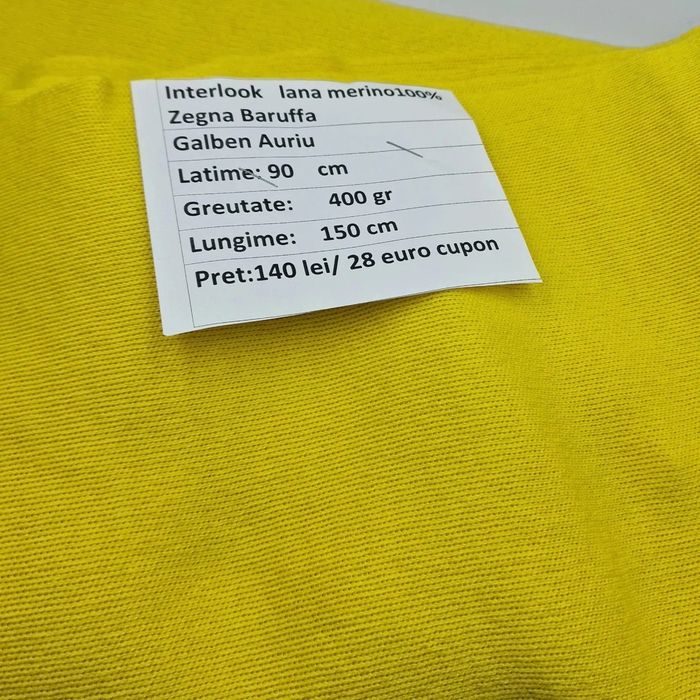 Interlook lana merino100%
Zegna Baruffa
Galben Auriu
Latime: 90 cm
Greutate: 400 gr
Lungime: 150 cm
Pret:140 lei/ 28 euro cupon